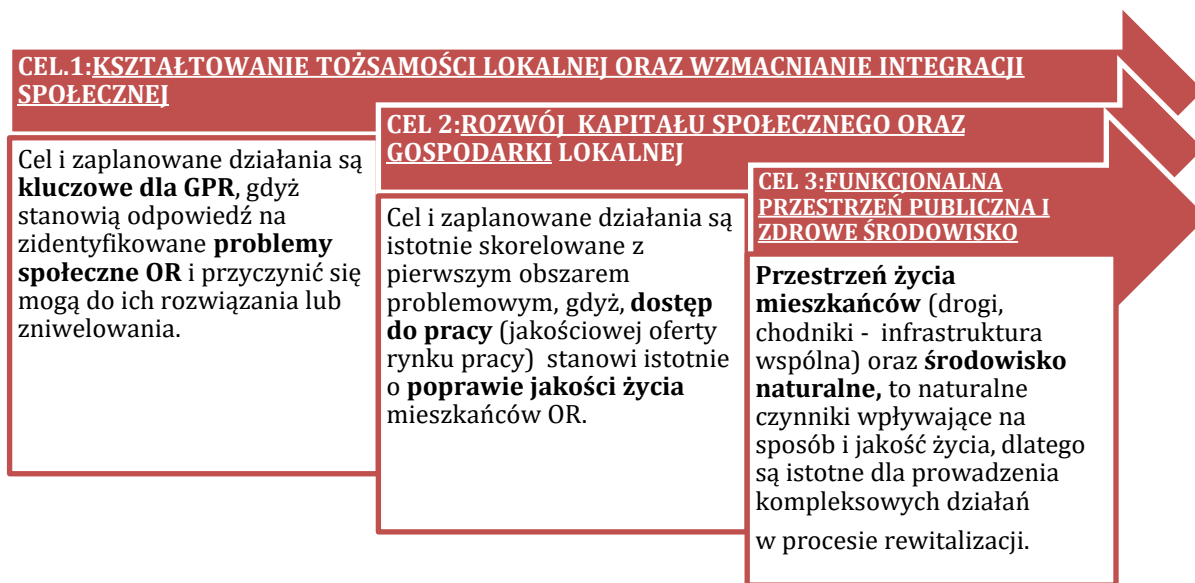 CEL.1:KSZTAŁTOWANIE TOŻSAMOŚCI LOKALNEJ ORAZ WZMACNIANIE INTEGRACJI
SPOŁECZNEJ
Cel i zaplanowane działania są
kluczowe dla GPR, gdyż
stanowią odpowiedź na
zidentyfikowane problemy
społeczne OR i przyczynić się
mogą do ich rozwiązania lub
zniwelowania.
CEL 2:ROZWÓJ KAPITAŁU SPOŁECZNEGO ORAZ
GOSPODARKI LOKALNEJ
Cel i zaplanowane działania są
istotnie skorelowane z
pierwszym obszarem
problemowym, gdyż, dostęp
do pracy (jakościowej oferty
rynku pracy) stanowi istotnie
o poprawie jakości życia
mieszkańców OR.
CEL 3:FUNKCJONALNA
PRZESTRZEŃ PUBLICZNA I
ZDROWE ŚRODOWISKO
Przestrzeń życia
mieszkańców (drogi,
chodniki - infrastruktura
wspólna) oraz środowisko
naturalne, to naturalne
czynniki wpływające na
sposób i jakość życia, dlatego
są istotne dla prowadzenia
kompleksowych działań
w procesie rewitalizacji.